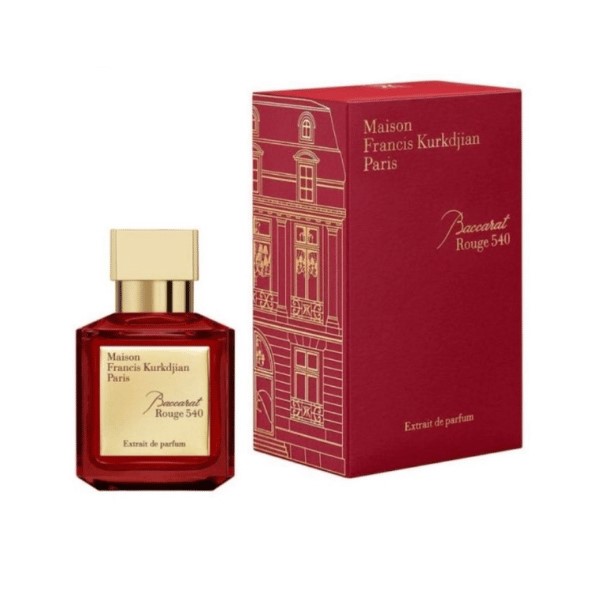 Maison
Francis Kurkdjian
Paris
Baccarat
Rouge 540
Extrait de parfum
Maison
Francis Kurkdjian
Paris
Baccarat
Rouge 540
Extrait de parfum